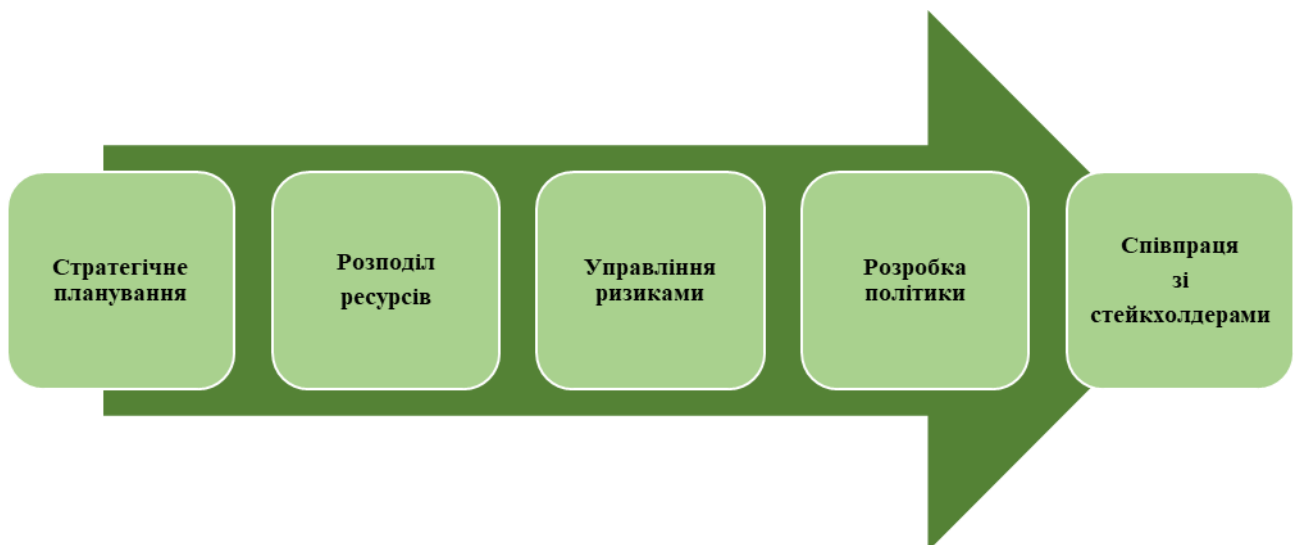 Стратегічне
планування
Розподіл
ресурсів
Управління
ризиками
Розробка
політики
Співпраця
зі
стейкхолдерами